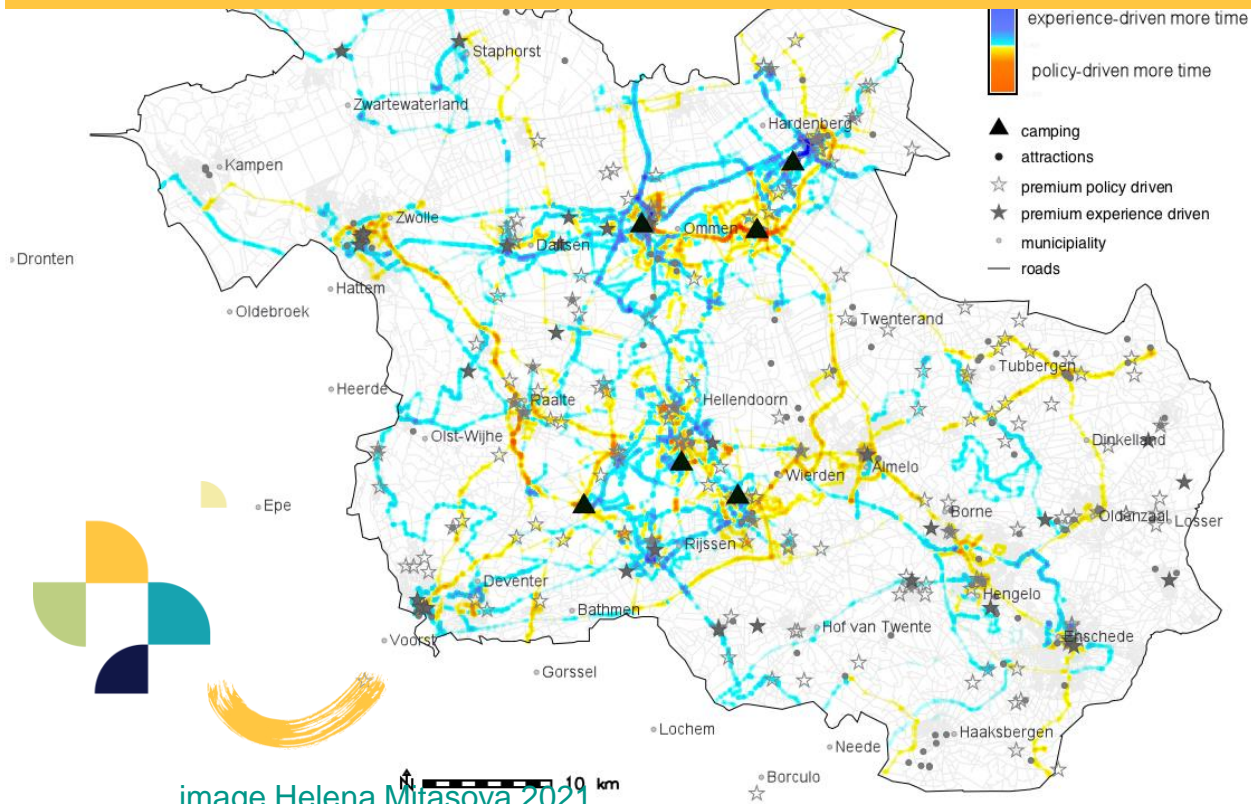 experience-driven more time
policy-driven more time
camping
attractions
premium policy driven
premium experience driven
municipiality
roads
Staphorst
Zwartewaterland
Hardenberg
Kampen
Zwolle
Ommen
Dalfsen
Dronten
Hattem
Oldebroek
Twenterand
Tubbergen
Heerde
Raalte
Hellendoorn
Olst-Wijhe
Dinkelland
Wierden
Almelo
Epe
Borne
Oldenzaal
Losser
Rijssen
Deventer
Hengelo
Bathmen
Voorst
Hof van Twente
Enschede
Gorssel
Lochem
Haaksbergen
Neede
Borculo
N
10 km
image Helena Mitasova 2021